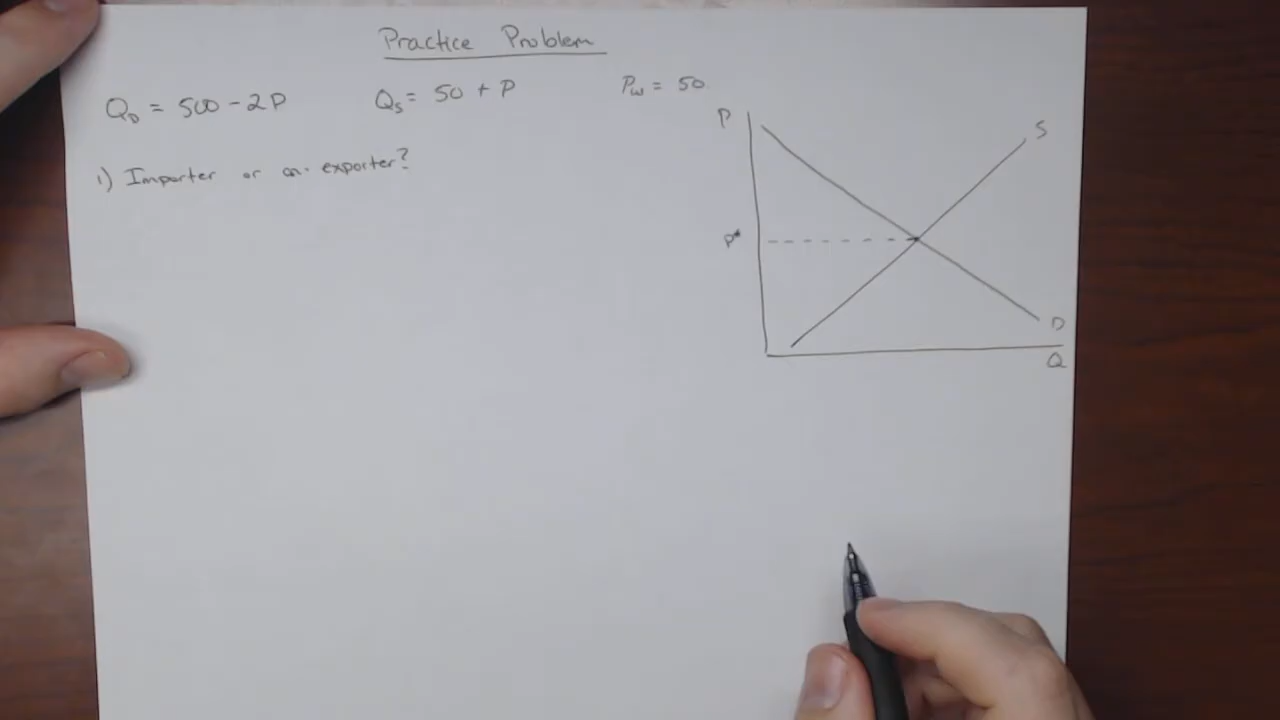 Practice Problem
Q_D = 500 - 2P Q_S = 50 + P P_W = 50
1) Importer or an exporter?
P
S
P*
D
Q